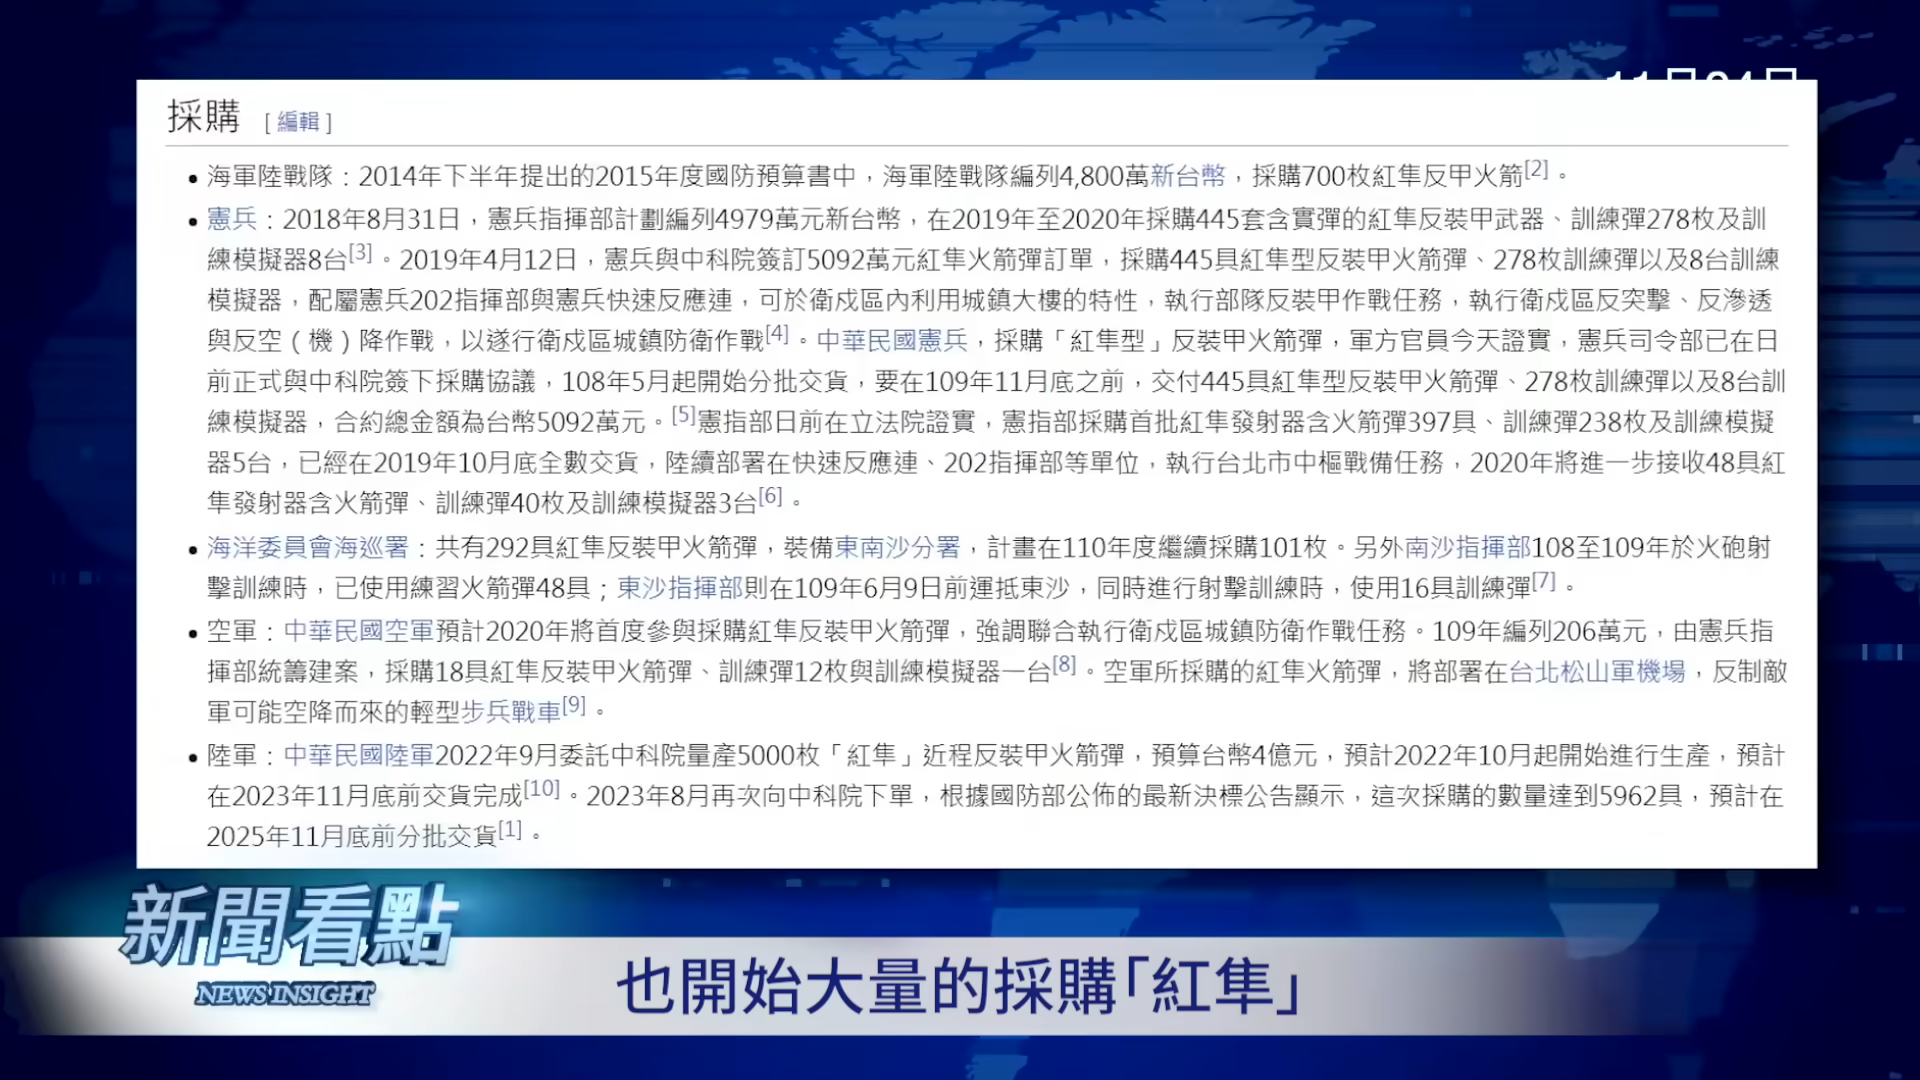 採購 [ 編輯 ]
• 海軍陸戰隊：2014年下半年提出的2015年度國防預算書中，海軍陸戰隊編列4,800萬新台幣，採購700枚紅隼反甲火箭[2]。
• 憲兵：2018年8月31日，憲兵指揮部計劃編列4979萬元新台幣，在2019年至2020年採購445套含實彈的紅隼反裝甲武器、訓練彈278枚及訓
練模擬器8台[3]。2019年4月12日，憲兵與中科院簽訂5092萬元紅隼火箭彈訂單，採購445具紅隼型反裝甲火箭彈、278枚訓練彈以及8台訓練
模擬器，配屬憲兵202指揮部與憲兵快速反應連，可於衛戍區內利用城鎮大樓的特性，執行部隊反裝甲作戰任務，執行衛戍區反突擊、反滲透
與反空（機）降作戰，以遂行衛戍區城鎮防衛作戰[4]。中華民國憲兵，採購「紅隼型」反裝甲火箭彈，軍方官員今天證實，憲兵司令部已在日
前正式與中科院簽下採購協議，108年5月起開始分批交貨，要在109年11月底之前，交付445具紅隼型反裝甲火箭彈、278枚訓練彈以及8台訓
練模擬器，合約總金額為台幣5092萬元。[5]憲指部日前在立法院證實，憲指部採購首批紅隼發射器含火箭彈397具、訓練彈238枚及訓練模擬
器5台，已經在2019年10月底全數交貨，陸續部署在快速反應連、202指揮部等單位，執行台北市中樞戰備任務，2020年將進一步接收48具紅
隼發射器含火箭彈、訓練彈40枚及訓練模擬器3台[6]。
• 海洋委員會海巡署：共有292具紅隼反裝甲火箭彈，裝備東南沙分署，計畫在110年度繼續採購101枚。另外南沙指揮部108至109年於火砲射
擊訓練時，已使用練習火箭彈48具；東沙指揮部則在109年6月9日前運抵東沙，同時進行射擊訓練時，使用16具訓練彈[7]。
• 空軍：中華民國空軍預計2020年將首度參與採購紅隼反裝甲火箭彈，強調聯合執行衛戍區城鎮防衛作戰任務。109年編列206萬元，由憲兵指
揮部統籌建案，採購18具紅隼反裝甲火箭彈、訓練彈12枚與訓練模擬器一台[8]。空軍所採購的紅隼火箭彈，將部署在台北松山軍機場，反制敵
軍可能空降而來的輕型步兵戰車[9]。
• 陸軍：中華民國陸軍2022年9月委託中科院量產5000枚「紅隼」近程反裝甲火箭彈，預算台幣4億元，預計2022年10月起開始進行生產，預計
在2023年11月底前交貨完成[10]。2023年8月再次向中科院下單，根據國防部公佈的最新決標公告顯示，這次採購的數量達到5962具，預計在
2025年11月底前分批交貨[1]。
新聞看點
NEWS INSIGHT
也開始大量的採購「紅隼」